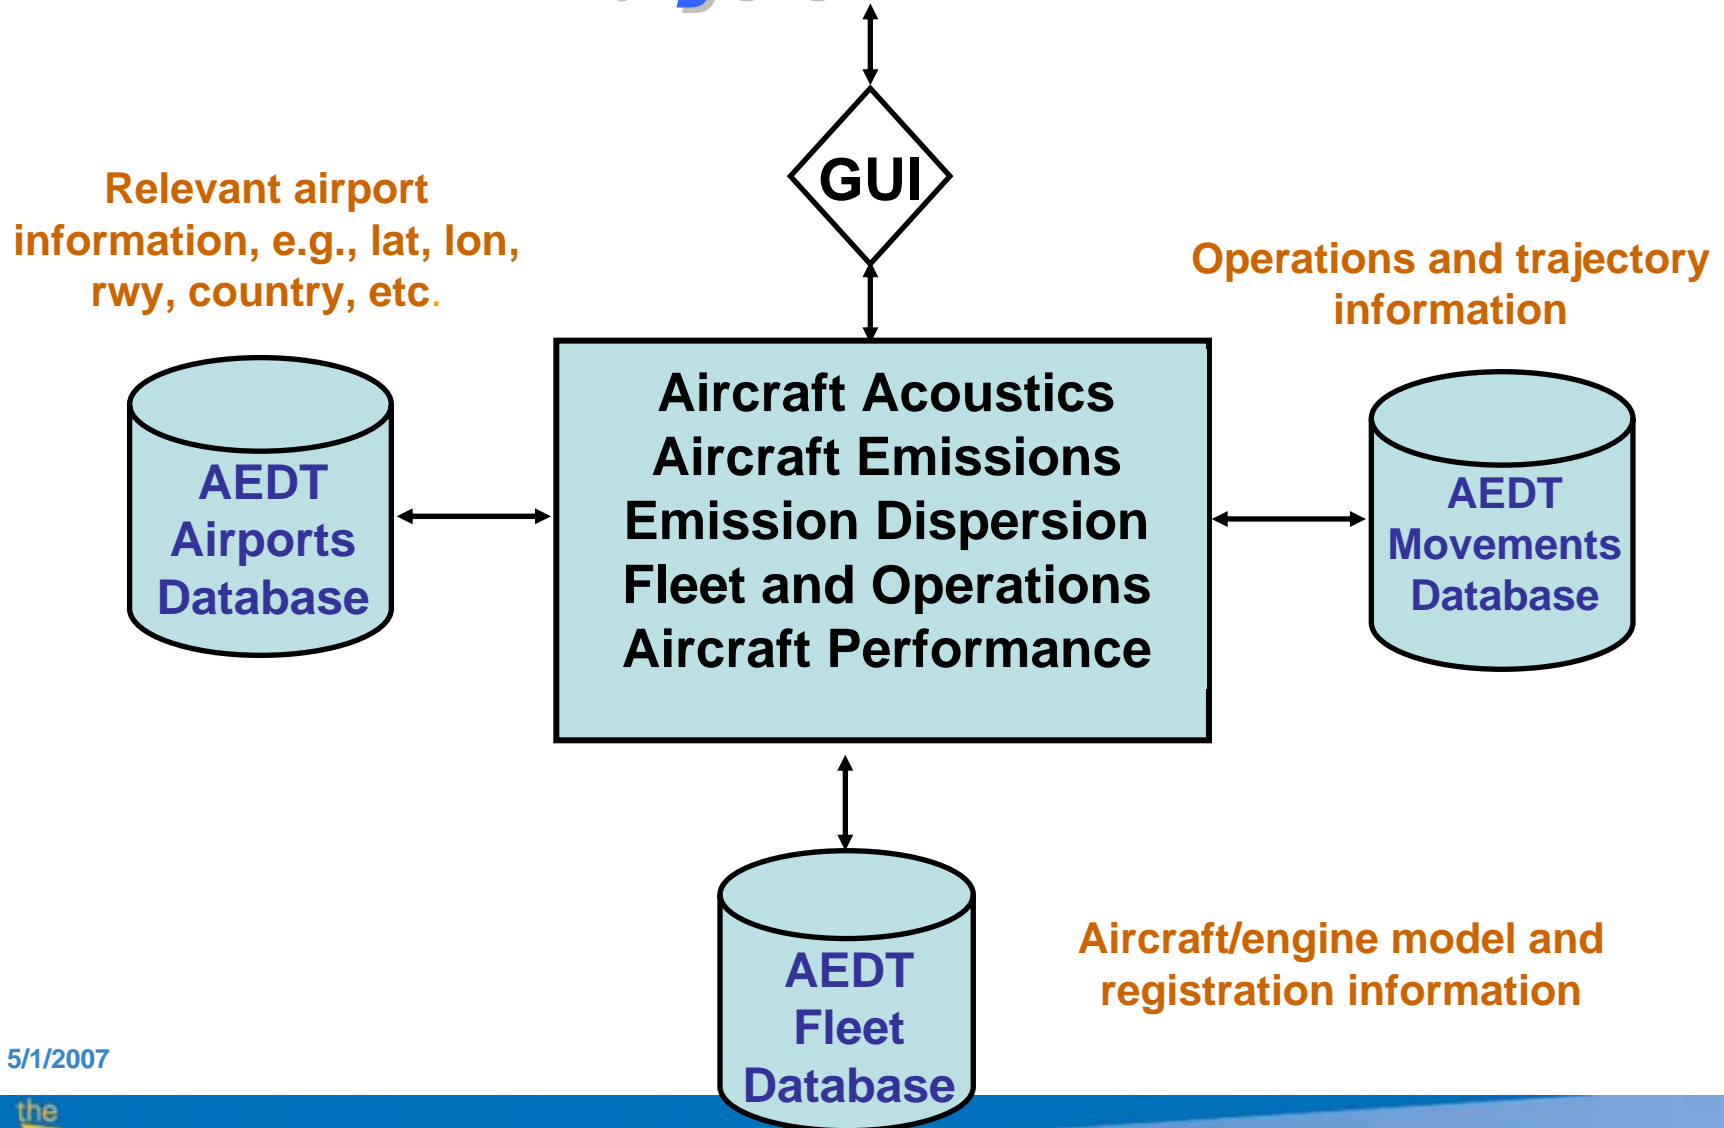 GUI
Relevant airport
information, e.g., lat, lon,
rwy, country, etc.
Operations and trajectory
information
Aircraft Acoustics
Aircraft Emissions
Emission Dispersion
Fleet and Operations
Aircraft Performance
AEDT
Airports
Database
AEDT
Movements
Database
AEDT
Fleet
Database
Aircraft/engine model and
registration information
5/1/2007
the